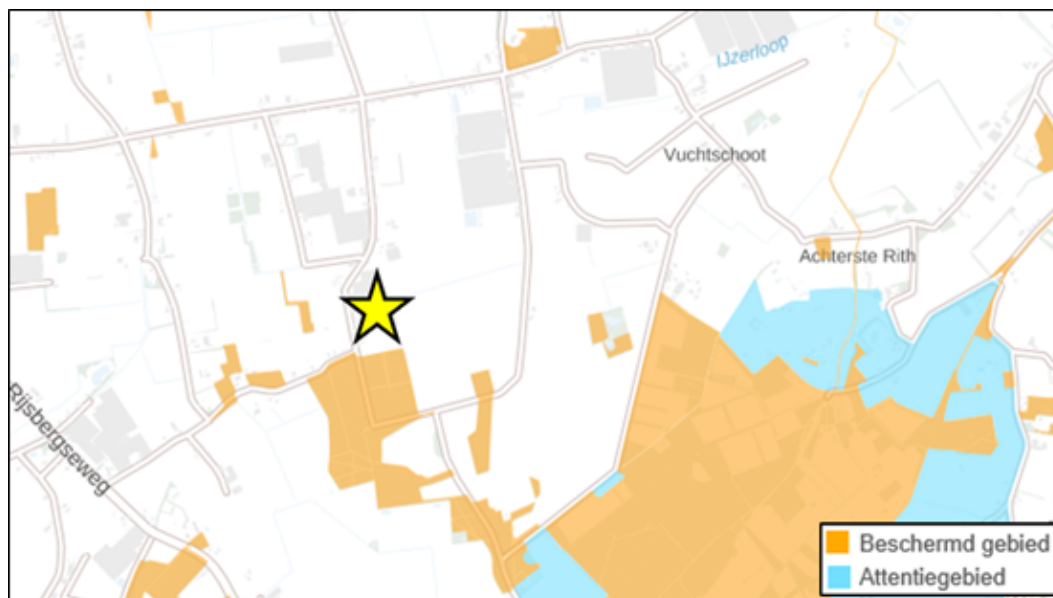 IJzerloop
Vuchtschoot
Achterste Rith
Rijsbergseweg
Beschermd gebied
Attentiegebied